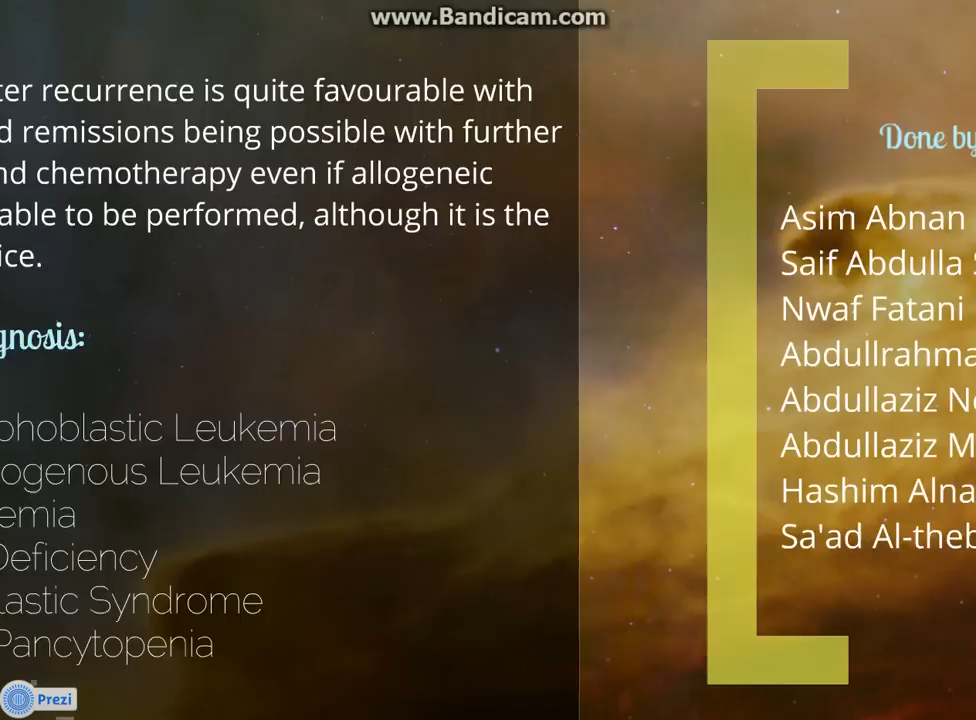 www.Bandicam.com
ter recurrence is quite favourable with
d remissions being possible with further
nd chemotherapy even if allogeneic
able to be performed, although it is the
ice.
gnosis:
phoblastic Leukemia
ogenous Leukemia
emia
Deficiency
lastic Syndrome
Pancytopenia
Prezi
Done by
Asim Abnan
Saif Abdulla S
Nwaf Fatani
Abdullrahma
Abdullaziz No
Abdullaziz M
Hashim Alna
Sa'ad Al-theb